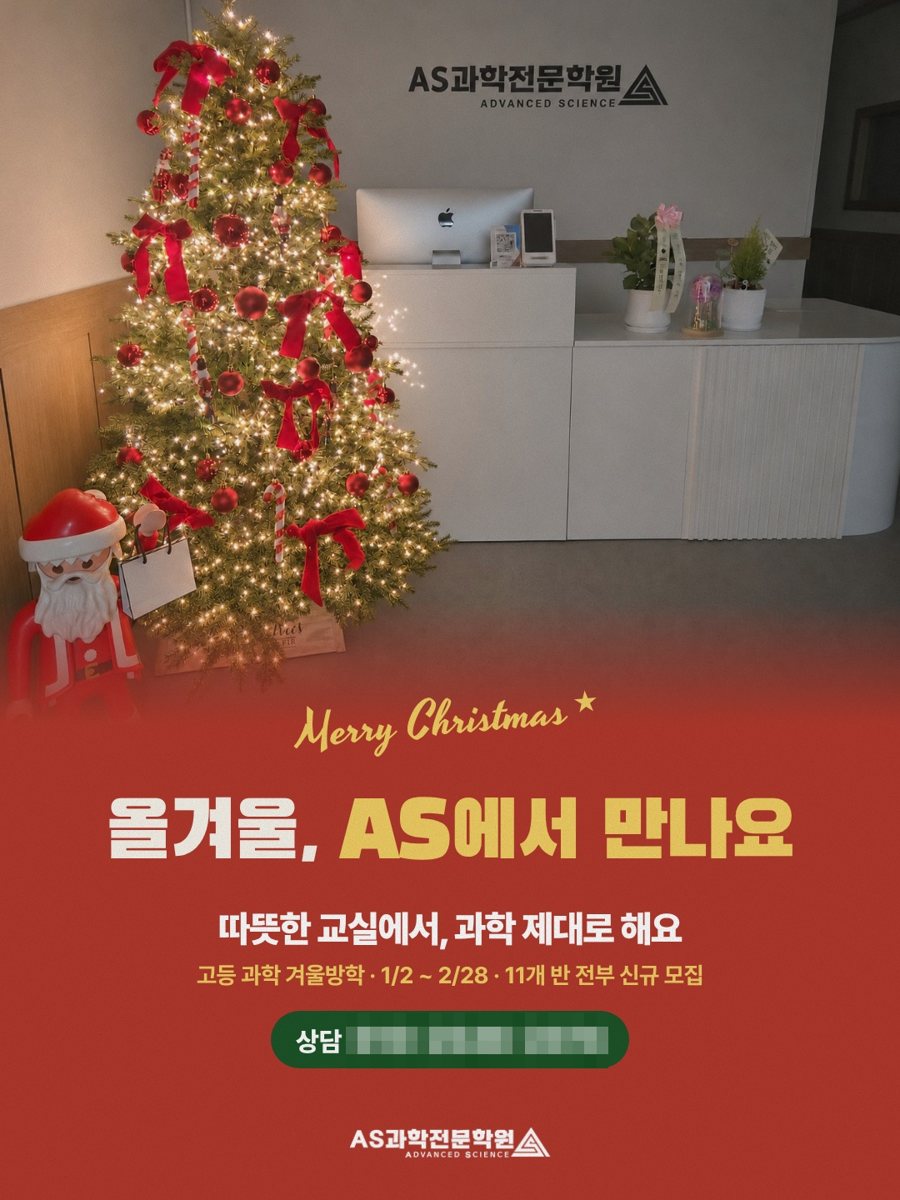 AS과학전문학원
ADVANCED SCIENCE
Merry Christmas
올겨울, AS에서 만나요
따뜻한 교실에서, 과학 제대로 해요
고등 과학 겨울방학 · 1/2 ~ 2/28 · 11개 반 전부 신규 모집
상담
AS과학전문학원
ADVANCED SCIENCE